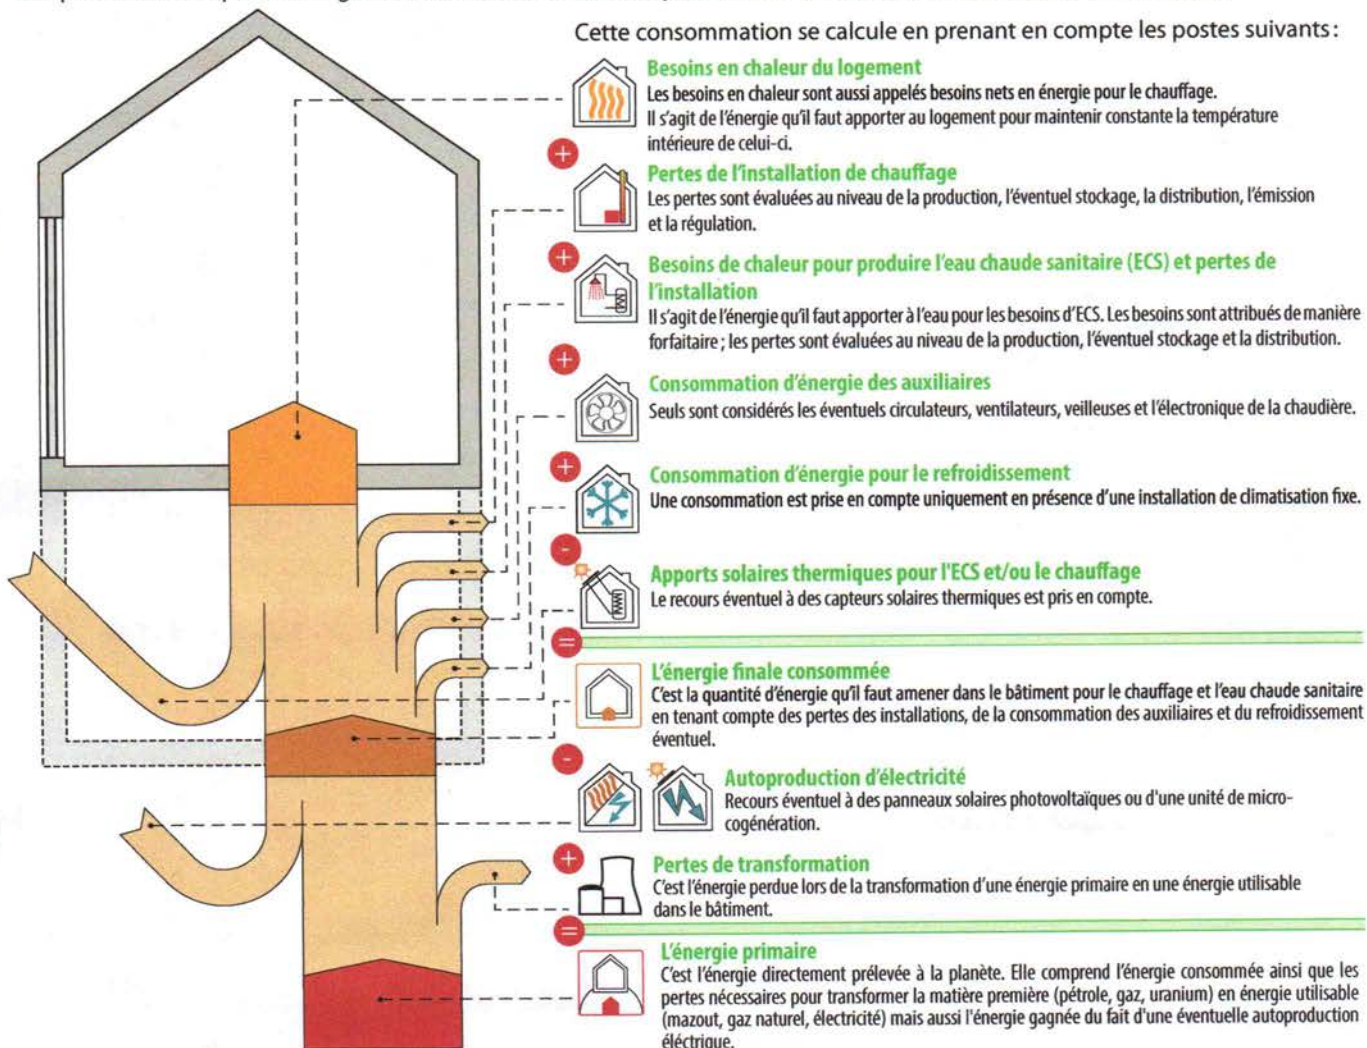 Cette consommation se calcule en prenant en compte les postes suivants :
Besoins en chaleur du logement
Les besoins en chaleur sont aussi appelés besoins nets en énergie pour le chauffage.
Il s'agit de l'énergie qu'il faut apporter au logement pour maintenir constante la température
intérieure de celui-ci.
+
Pertes de l'installation de chauffage
Les pertes sont évaluées au niveau de la production, l'éventuel stockage, la distribution, l'émission
et la régulation.
+
Besoins de chaleur pour produire l'eau chaude sanitaire (ECS) et pertes de
l'installation
Il s'agit de l'énergie qu'il faut apporter à l'eau pour les besoins d'ECS. Les besoins sont attribués de manière
forfaitaire ; les pertes sont évaluées au niveau de la production, l'éventuel stockage et la distribution.
+
Consommation d'énergie des auxiliaires
Seuls sont considérés les éventuels circulateurs, ventilateurs, veilleuses et l'électronique de la chaudière.
+
Consommation d'énergie pour le refroidissement
Une consommation est prise en compte uniquement en présence d'une installation de climatisation fixe.
-
Apports solaires thermiques pour l'ECS et/ou le chauffage
Le recours éventuel à des capteurs solaires thermiques est pris en compte.
=
L'énergie finale consommée
C'est la quantité d'énergie qu'il faut amener dans le bâtiment pour le chauffage et l'eau chaude sanitaire
en tenant compte des pertes des installations, de la consommation des auxiliaires et du refroidissement
éventuel.
-
Autoproduction d'électricité
Recours éventuel à des panneaux solaires photovoltaïques ou d'une unité de micro-
cogénération.
+
Pertes de transformation
C'est l'énergie perdue lors de la transformation d'une énergie primaire en une énergie utilisable
dans le bâtiment.
=
L'énergie primaire
C'est l'énergie directement prélevée à la planète. Elle comprend l'énergie consommée ainsi que les
pertes nécessaires pour transformer la matière première (pétrole, gaz, uranium) en énergie utilisable
(mazout, gaz naturel, électricité) mais aussi l'énergie gagnée du fait d'une éventuelle autoproduction
éléctrique.